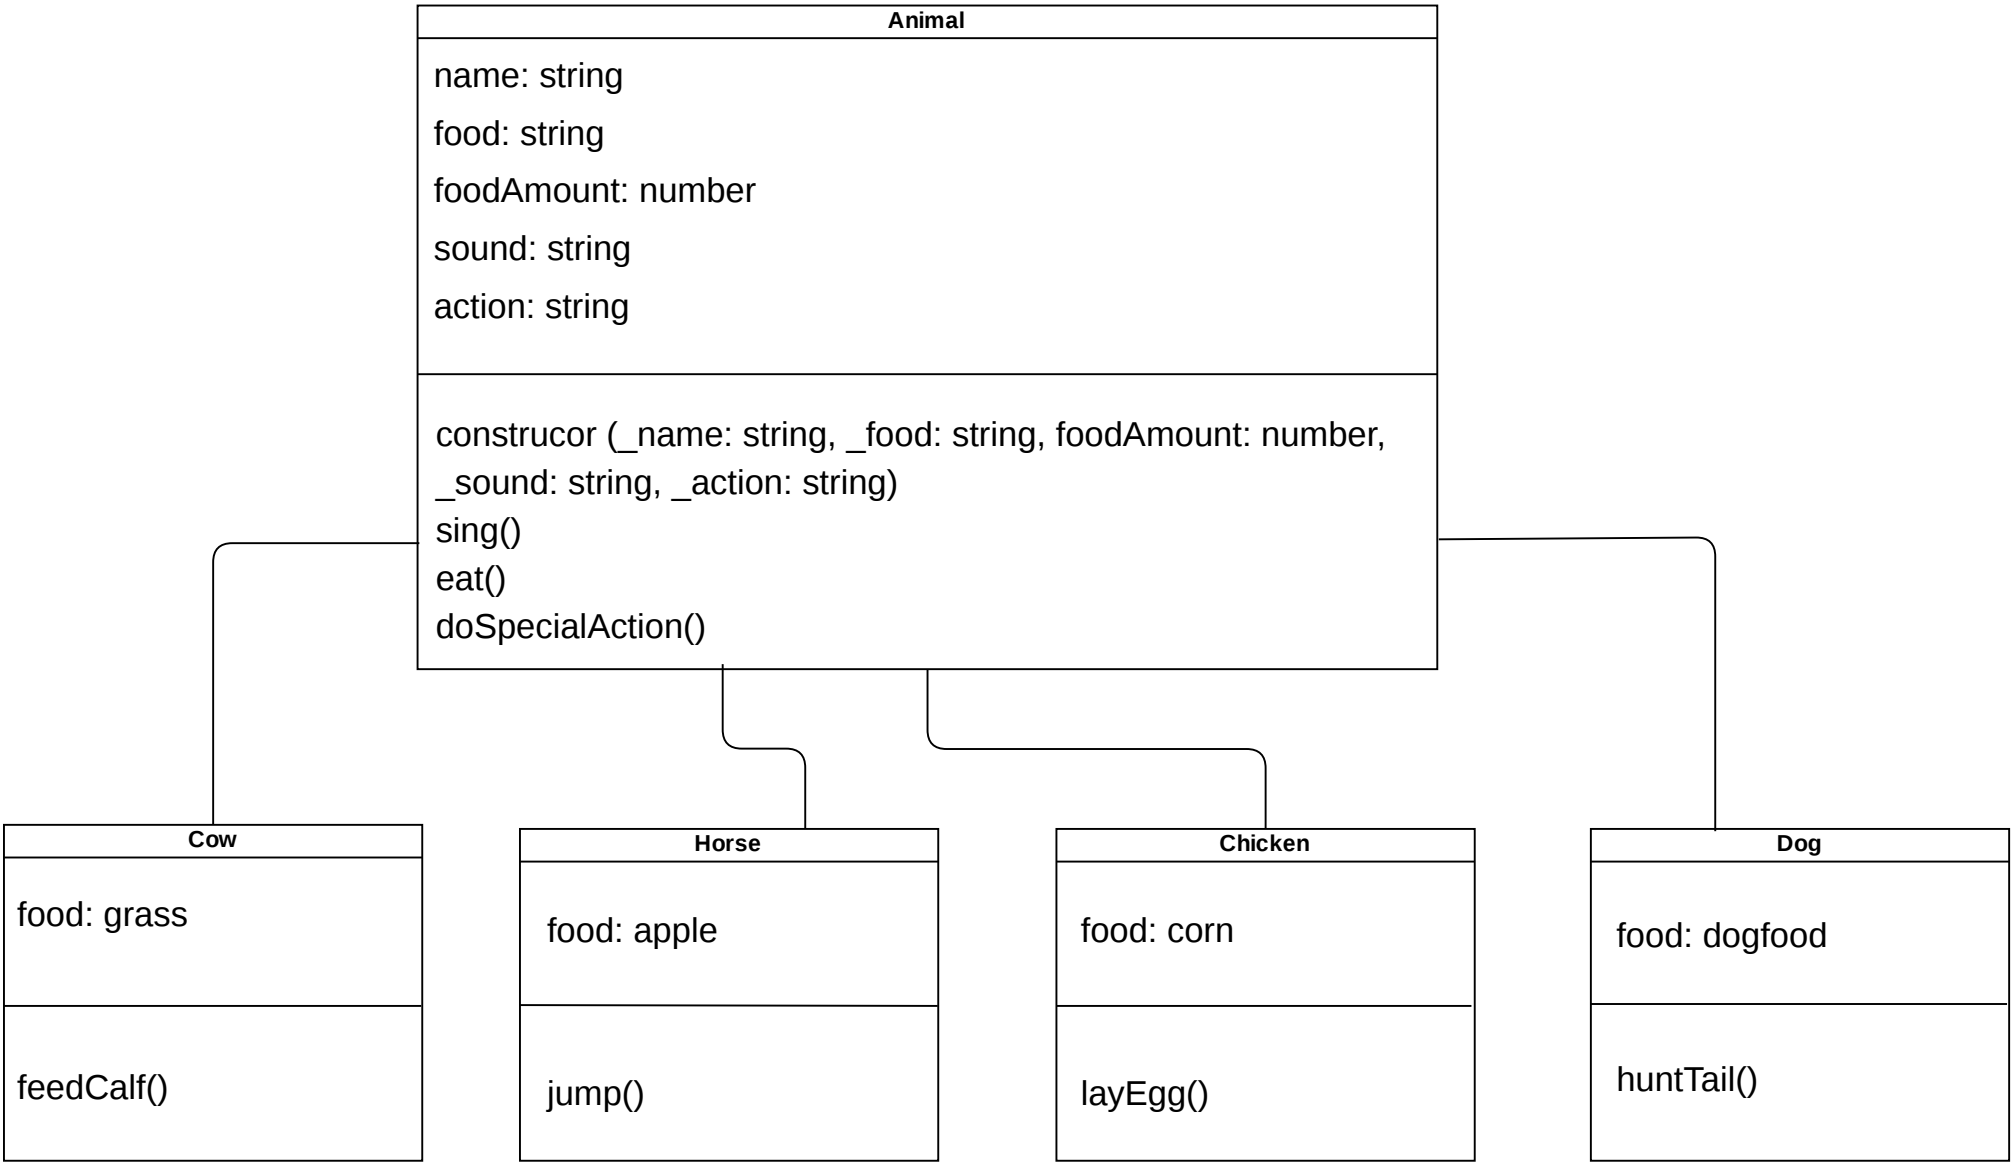 Animal
name: string
food: string
foodAmount: number
sound: string
action: string
construcor (_name: string, _food: string, foodAmount: number,
_sound: string, _action: string)
sing()
eat()
doSpecialAction()
Cow
food: grass
feedCalf()
Horse
food: apple
jump()
Chicken
food: corn
layEgg()
Dog
food: dogfood
huntTail()